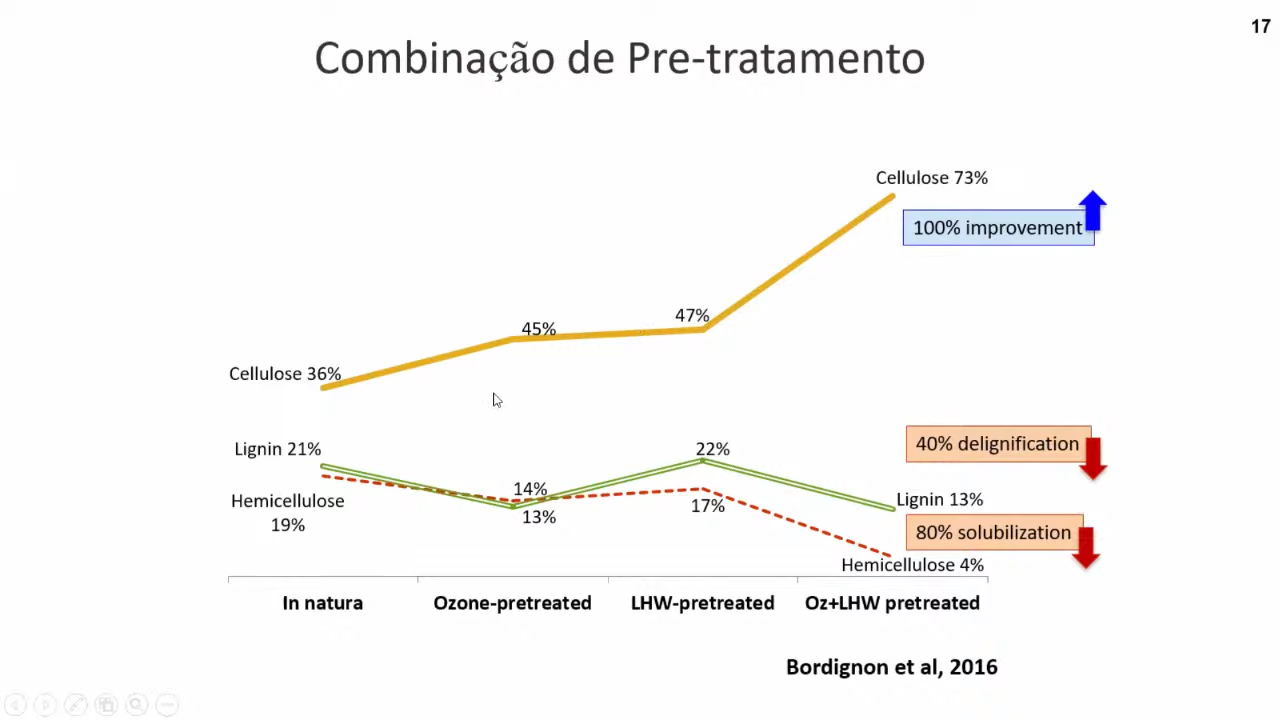 17
Combinação de Pre-tratamento
Cellulose 73%
100% improvement
45%
47%
Cellulose 36%
Lignin 21%
22%
40% delignification
Hemicellulose
19%
14%
13%
17%
Lignin 13%
80% solubilization
Hemicellulose 4%
In natura
Ozone-pretreated
LHW-pretreated
Oz+LHW pretreated
Bordignon et al, 2016